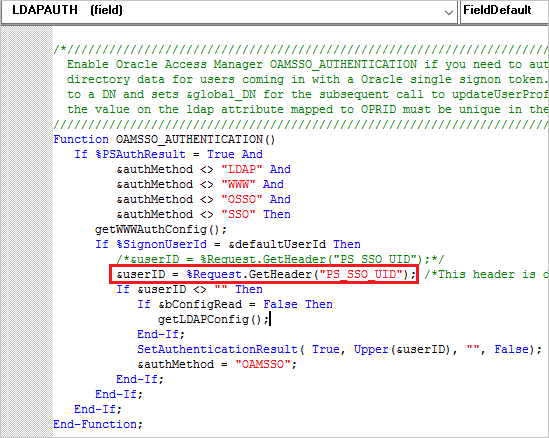 LDAPAUTH (field)
FieldDefault
/*//////////////////////////////////////////////////////////////////////
Enable Oracle Access Manager OAMSSO_AUTHENTICATION if you need to aut
directory data for users coming in with a Oracle single signon token.
to a DN and sets &global_DN for the subsequent call to updateUserProf
the value on the ldap attribute mapped to OPRID must be unique in the
////////////////////////////////////////////////////////////////////////
Function OAMSSO_AUTHENTICATION()
If %PSAuthResult = True And
&authMethod <> "LDAP" And
&authMethod <> "WWW" And
&authMethod <> "OSSO" And
&authMethod <> "SSO" Then
getWWWAuthConfig();
If %SignonUserId = &defaultUserId Then
/*&userID = %Request.GetHeader("PS_SSO_UID");*/
&userID = %Request.GetHeader("PS_SSO_UID"); /*This header is d
If &userID <> "" Then
If &bConfigRead = False Then
getLDAPConfig();
End-If;
SetAuthenticationResult( True, Upper(&userID), "", False);
&authMethod = "OAMSSO";
End-If;
End-If;
End-If;
End-Function;